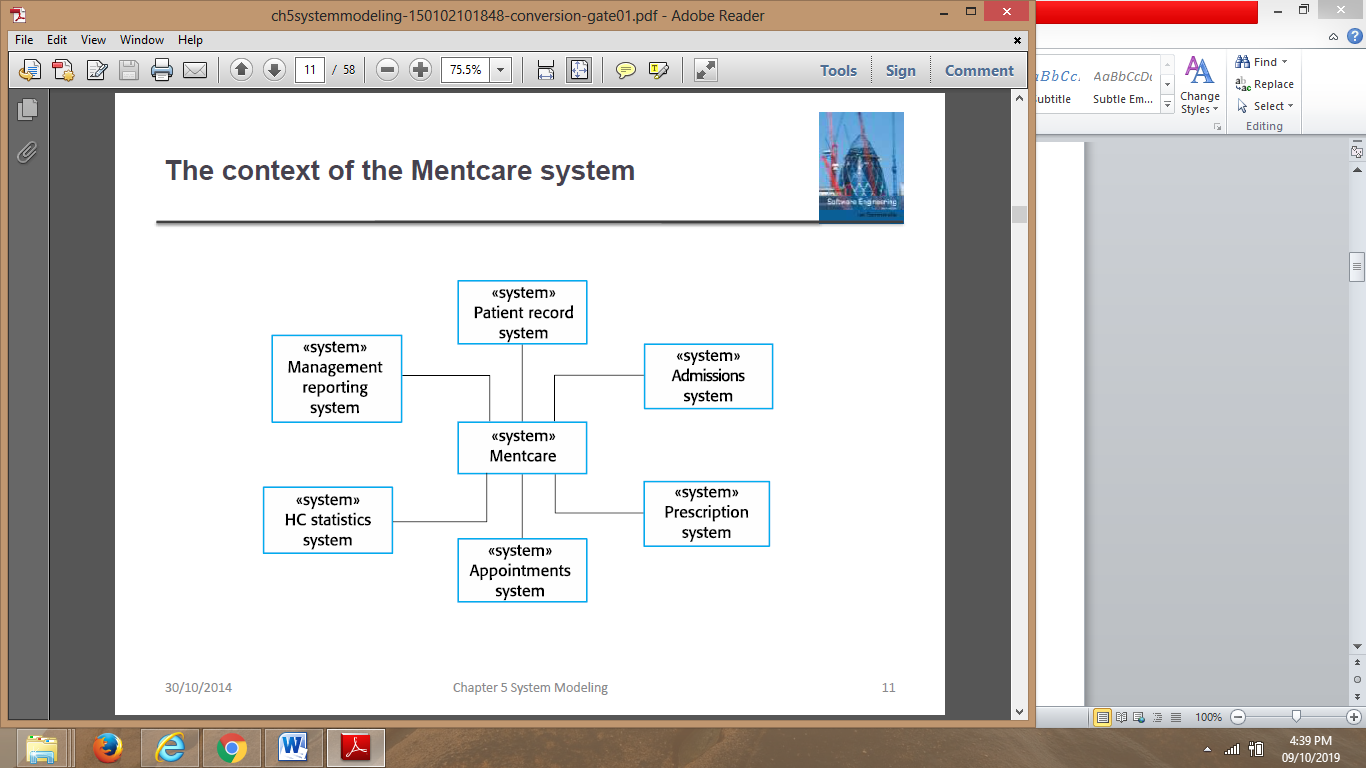 ch5systemmodeling-150102101848-conversion-gate01.pdf - Adobe Reader
File Edit View Window Help
11 / 58 75.5% Tools Sign Comment
The context of the Mentcare system
Software Engineering
«system»
Patient record
system
«system»
Management
reporting
system
«system»
Admissions
system
«system»
Mentcare
«system»
HC statistics
system
«system»
Prescription
system
«system»
Appointments
system
30/10/2014 Chapter 5 System Modeling 11
AaBbCcDc
Subtle Em...
Change
Styles
Find
Replace
Select
Editing
100%
4:39 PM
09/10/2019